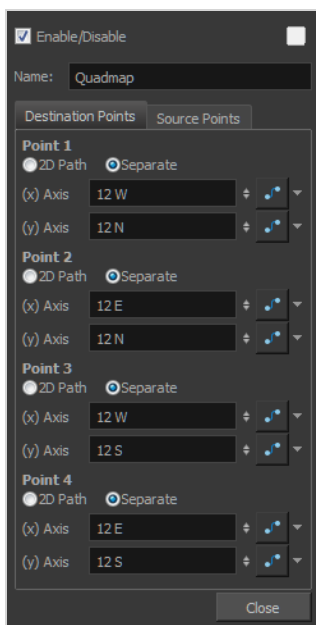 Enable/Disable
Name: Quadmap
Destination Points Source Points
Point 1
2D Path Separate
(x) Axis 12 W
(y) Axis 12 N
Point 2
2D Path Separate
(x) Axis 12 E
(y) Axis 12 N
Point 3
2D Path Separate
(x) Axis 12 W
(y) Axis 12 S
Point 4
2D Path Separate
(x) Axis 12 E
(y) Axis 12 S
Close